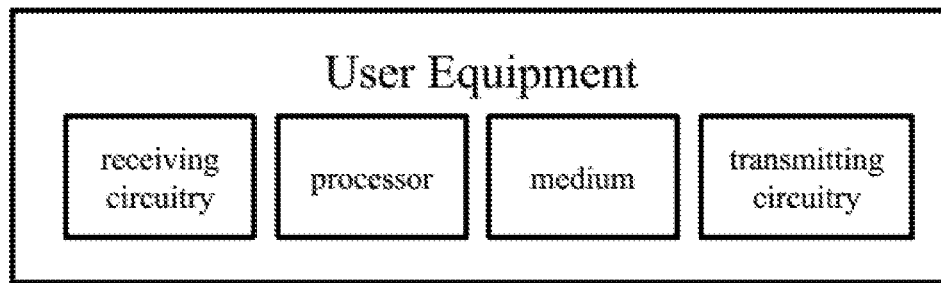 User Equipment
receiving
circuitry
processor
medium
transmitting
circuitry